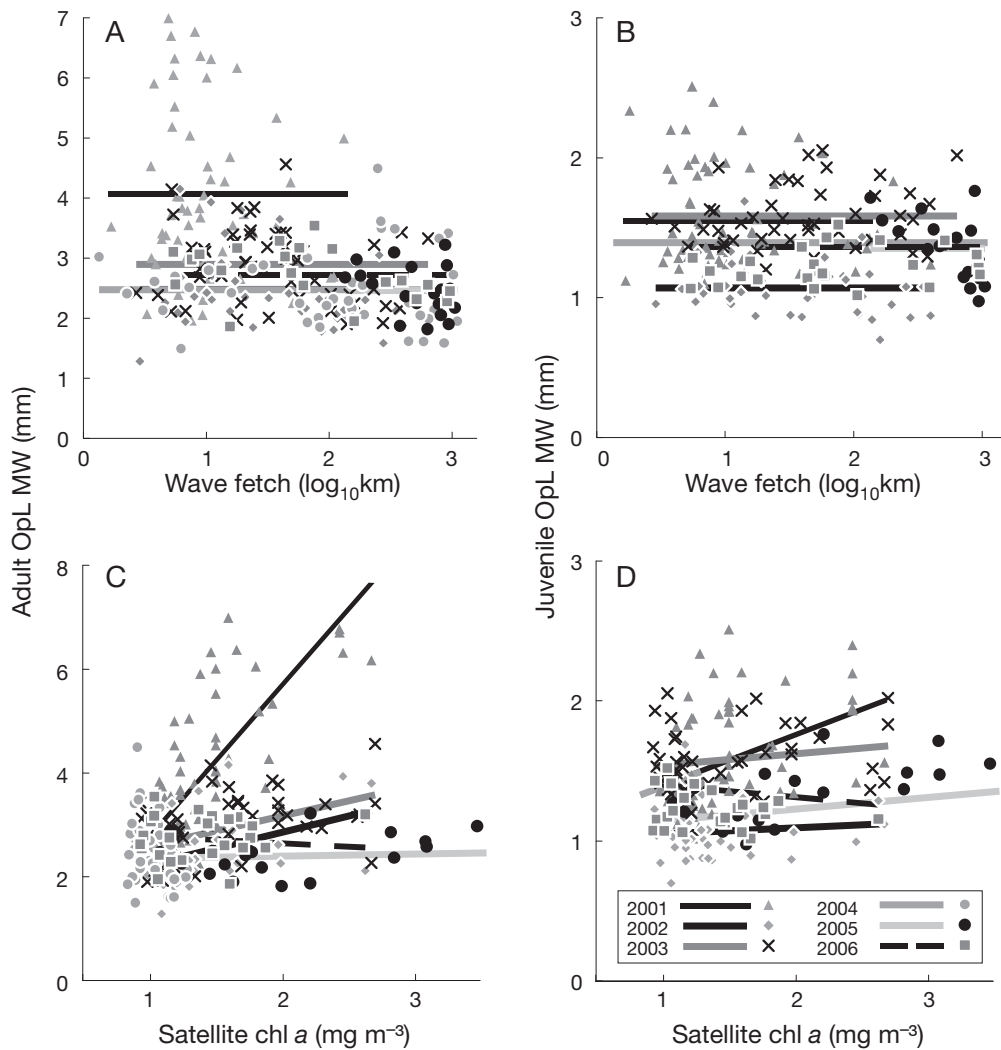 A
7
6
5
4
3
2
1
0
0 1 2 3
Wave fetch (log₁₀km)
B
3
2
1
0
0 1 2 3
Wave fetch (log₁₀km)
Adult OpL MW (mm)
Juvenile OpL MW (mm)
C
8
6
4
2
0
1 2 3
Satellite chl a (mg m⁻³)
D
3
2
1
0
1 2 3
Satellite chl a (mg m⁻³)
2001
2002
2003
2004
2005
2006